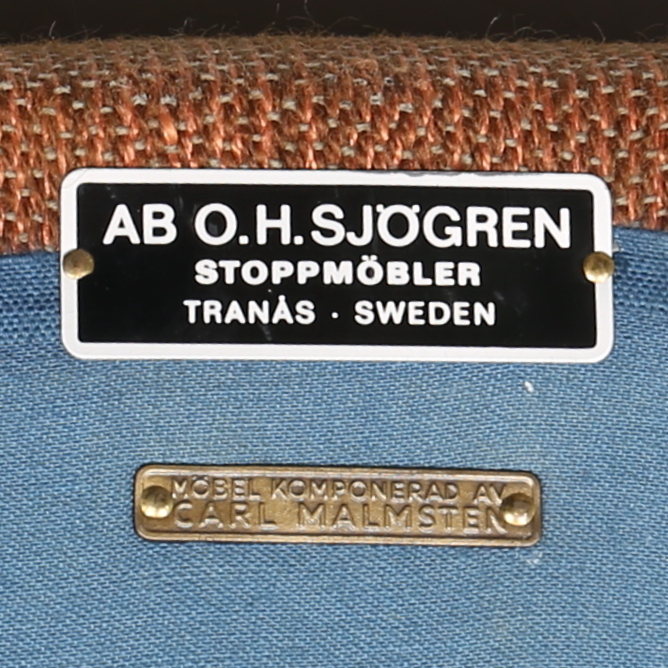 AB O.H. SJÖGREN
STOPPMÖBLER
TRANÅS · SWEDEN
MÖBEL KOMPONERAD AV
CARL MALMSTEN